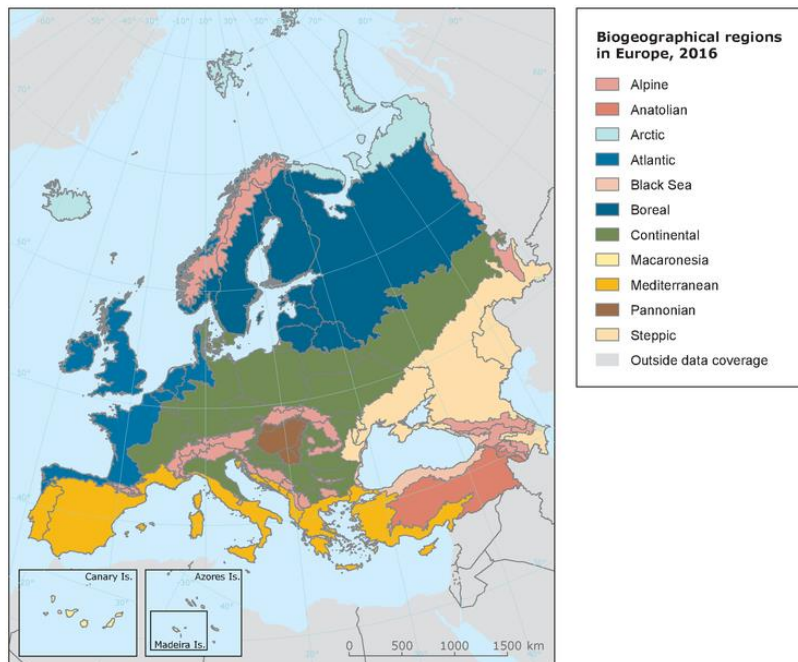 Biogeographical regions
in Europe, 2016
Alpine
Anatolian
Arctic
Atlantic
Black Sea
Boreal
Continental
Macaronesia
Mediterranean
Pannonian
Steppic
Outside data coverage
Canary Is.
Azores Is.
Madeira Is.
0 500 1000 1500 km